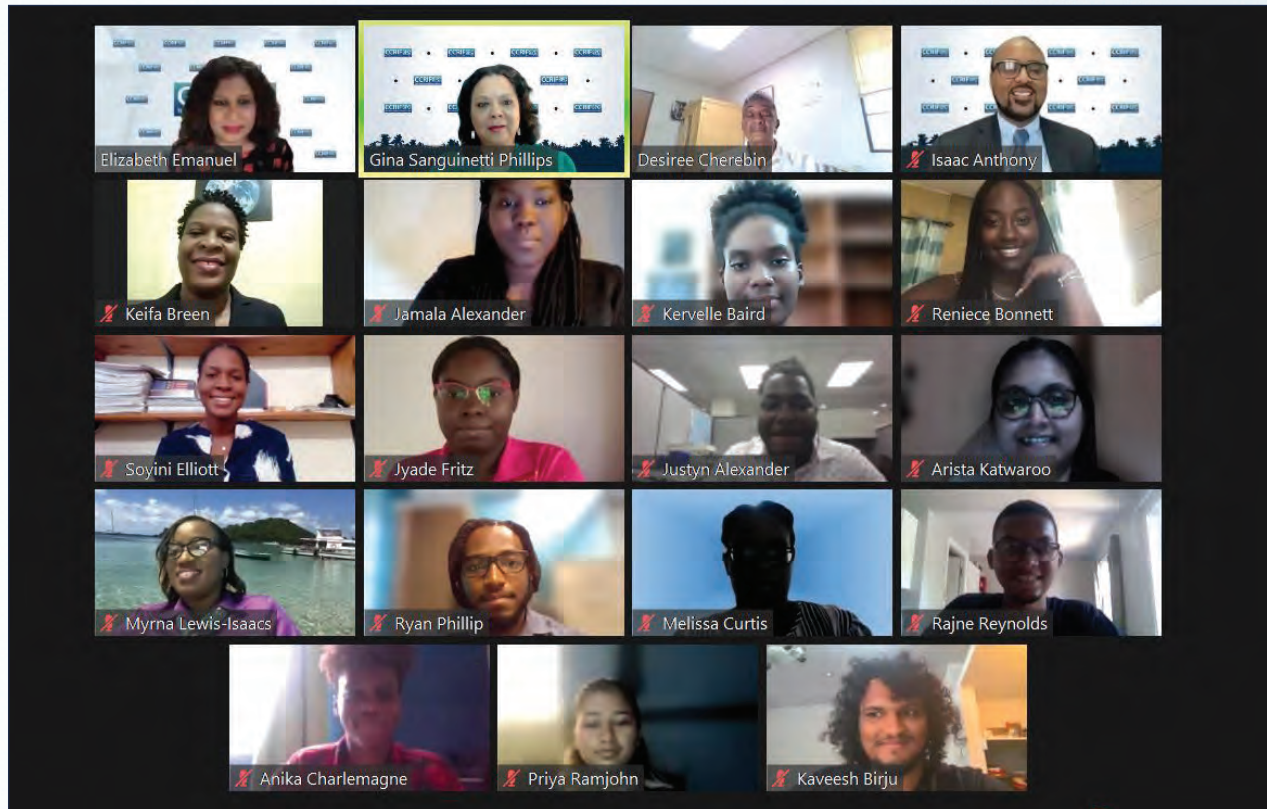 Elizabeth Emanuel
Gina Sanguinetti Phillips
Desiree Cherebin
Isaac Anthony
Keifa Breen
Jamala Alexander
Kervelle Baird
Reniece Bonnett
Soyini Elliott
Jyade Fritz
Justyn Alexander
Arista Katwaroo
Myrna Lewis-Isaacs
Ryan Phillip
Melissa Curtis
Rajne Reynolds
Anika Charlemagne
Priya Ramjohn
Kaveesh Birju